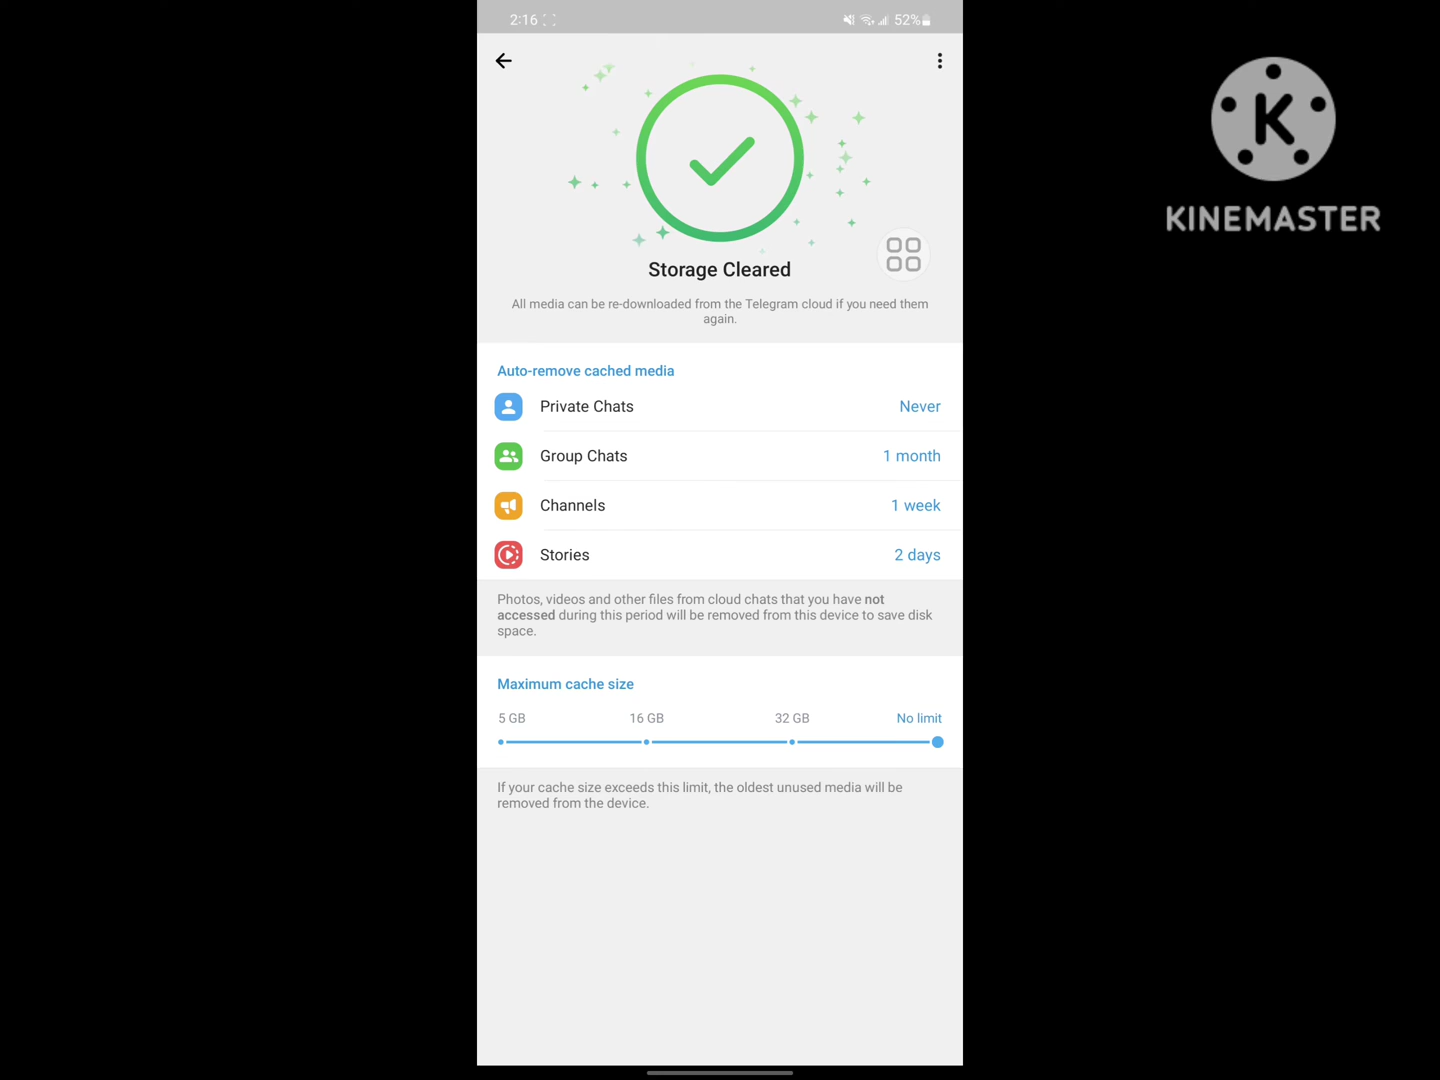 2:16
52%
KINEMASTER
Storage Cleared
All media can be re-downloaded from the Telegram cloud if you need them
again.
Auto-remove cached media
Private Chats Never
Group Chats 1 month
Channels 1 week
Stories 2 days
Photos, videos and other files from cloud chats that you have not
accessed during this period will be removed from this device to save disk
space.
Maximum cache size
5 GB 16 GB 32 GB No limit
If your cache size exceeds this limit, the oldest unused media will be
removed from the device.